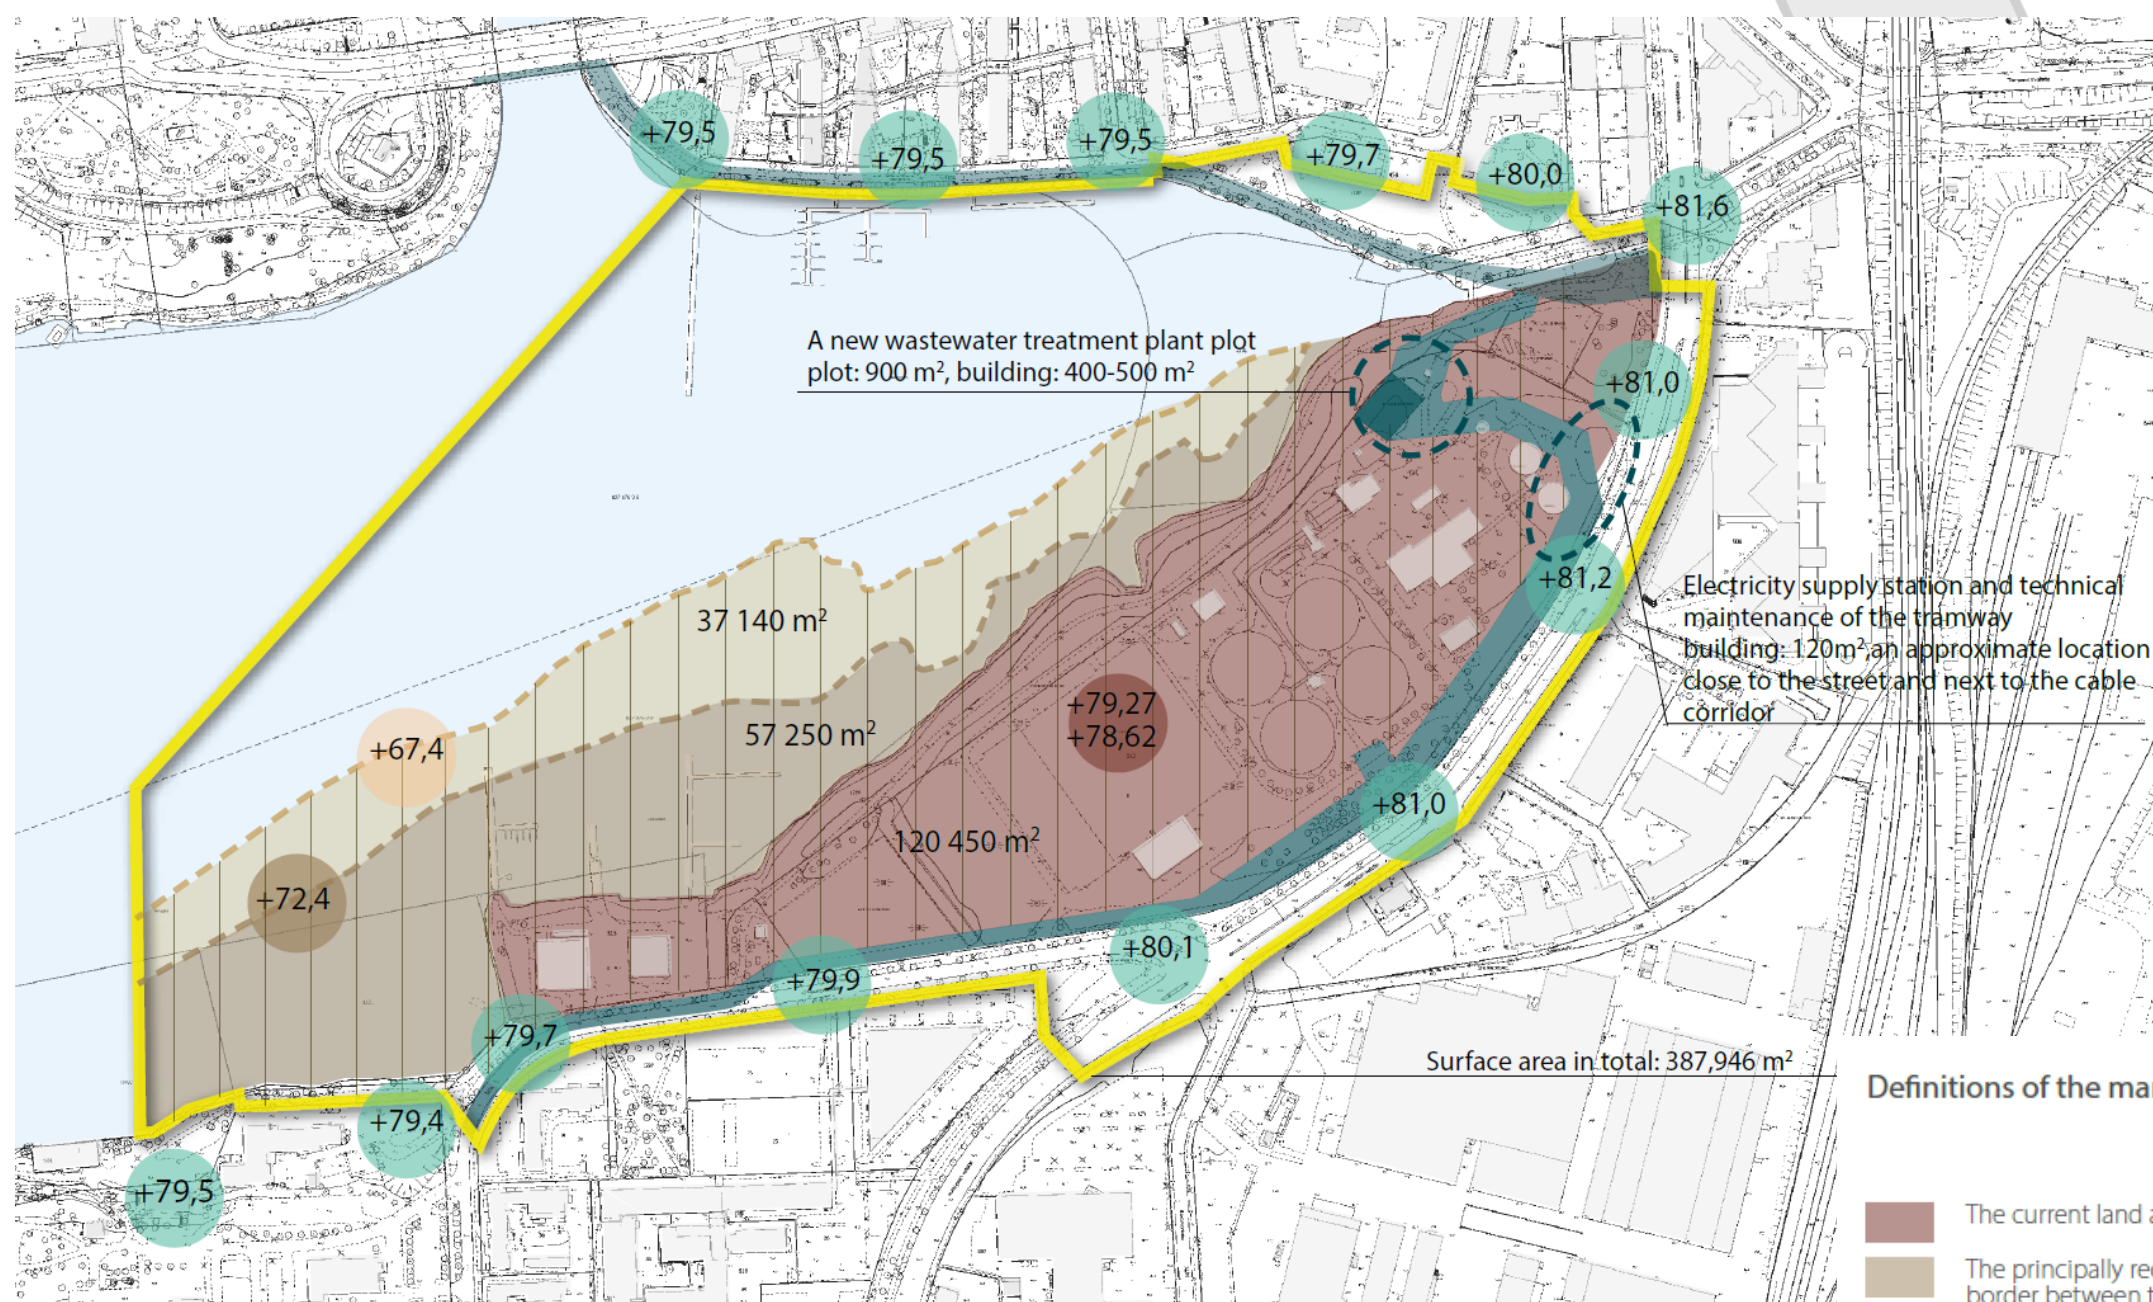 +79,5
+79,5
+79,5
+79,7
+80,0
+81,6
A new wastewater treatment plant plot
plot: 900 m², building: 400-500 m²
+81,0
+81,2
Electricity supply station and technical
maintenance of the tramway
building: 120m²,an approximate location
close to the street and next to the cable
corridor
37 140 m²
57 250 m²
+79,27
+78,62
+67,4
120 450 m²
+81,0
+72,4
+80,1
+79,9
+79,7
Surface area in total: 387,946 m²
+79,4
+79,5
Definitions of the ma
The current land a
The principally re
border between